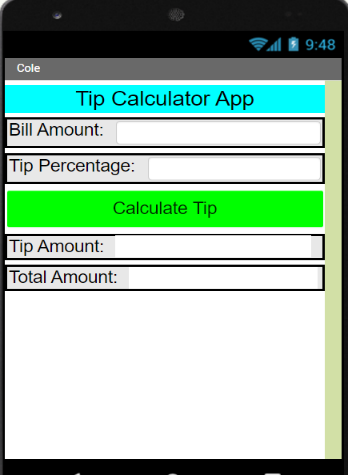 9:48
Cole
Tip Calculator App
Bill Amount:
Tip Percentage:
Calculate Tip
Tip Amount:
Total Amount: